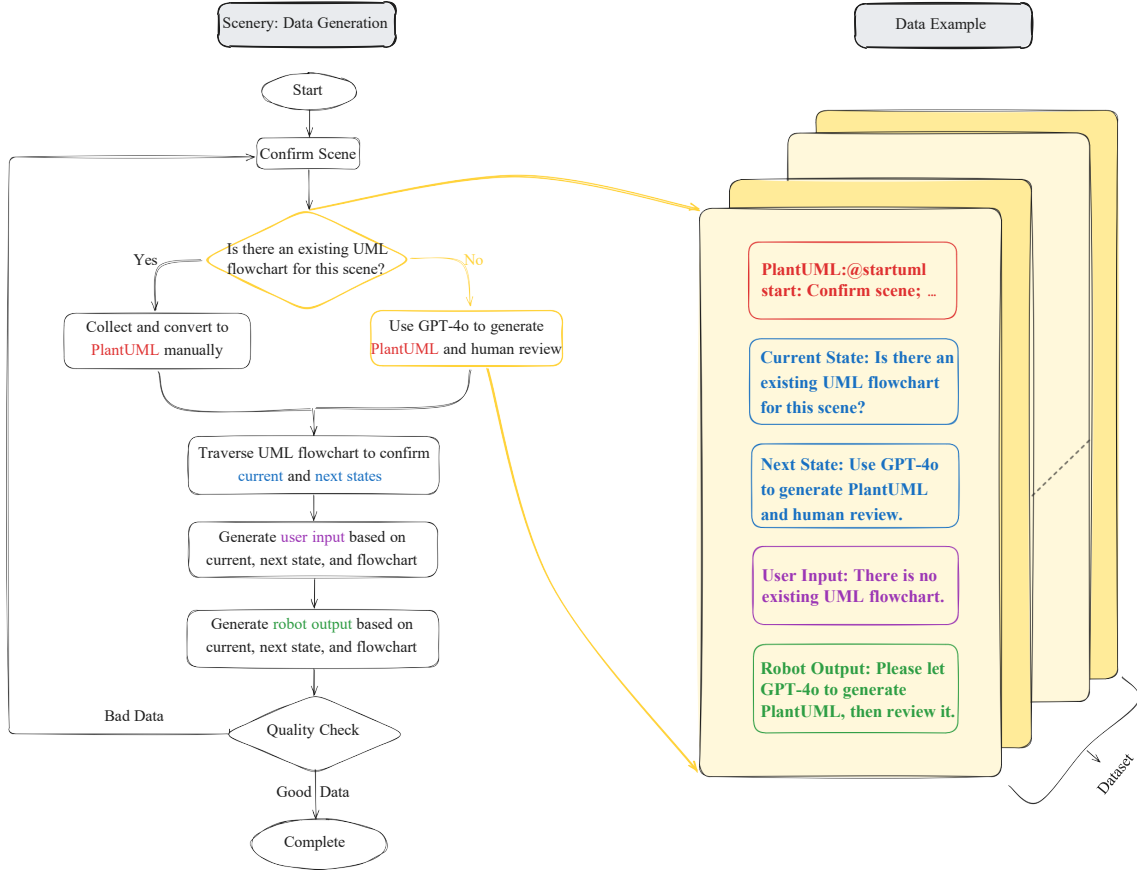 Scenery: Data Generation
Start
Confirm Scene
Is there an existing UML
flowchart for this scene?
Yes
No
Collect and convert to
PlantUML manually
Use GPT-4o to generate
PlantUML and human review
Traverse UML flowchart to confirm
current and next states
Generate user input based on
current, next state, and flowchart
Generate robot output based on
current, next state, and flowchart
Bad Data
Quality Check
Good Data
Complete
Data Example
PlantUML:@startuml
start: Confirm scene; ...
Current State: Is there an
existing UML flowchart
for this scene?
Next State: Use GPT-4o
to generate PlantUML
and human review.
User Input: There is no
existing UML flowchart.
Robot Output: Please let
GPT-4o to generate
PlantUML, then review it.
Dataset